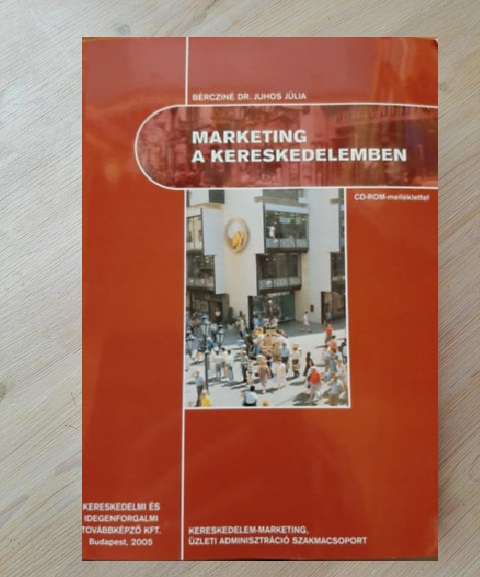 BÉRCZINÉ DR. JUHOS JÚLIA
MARKETING
A KERESKEDELEMBEN
CD-ROM-melléklettel
KERESKEDELMI ÉS
IDEGENFORGALMI
TOVÁBBKÉPZŐ KFT.
Budapest, 2005
KERESKEDELEM-MARKETING,
ÜZLETI ADMINISZTRÁCIÓ SZAKMACSOPORT